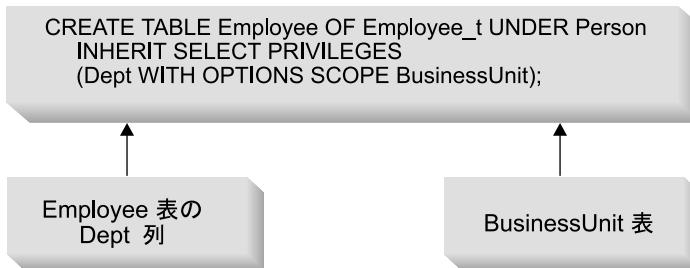 CREATE TABLE Employee OF Employee_t UNDER Person
INHERIT SELECT PRIVILEGES
(Dept WITH OPTIONS SCOPE BusinessUnit);
Employee 表の
Dept 列
BusinessUnit 表